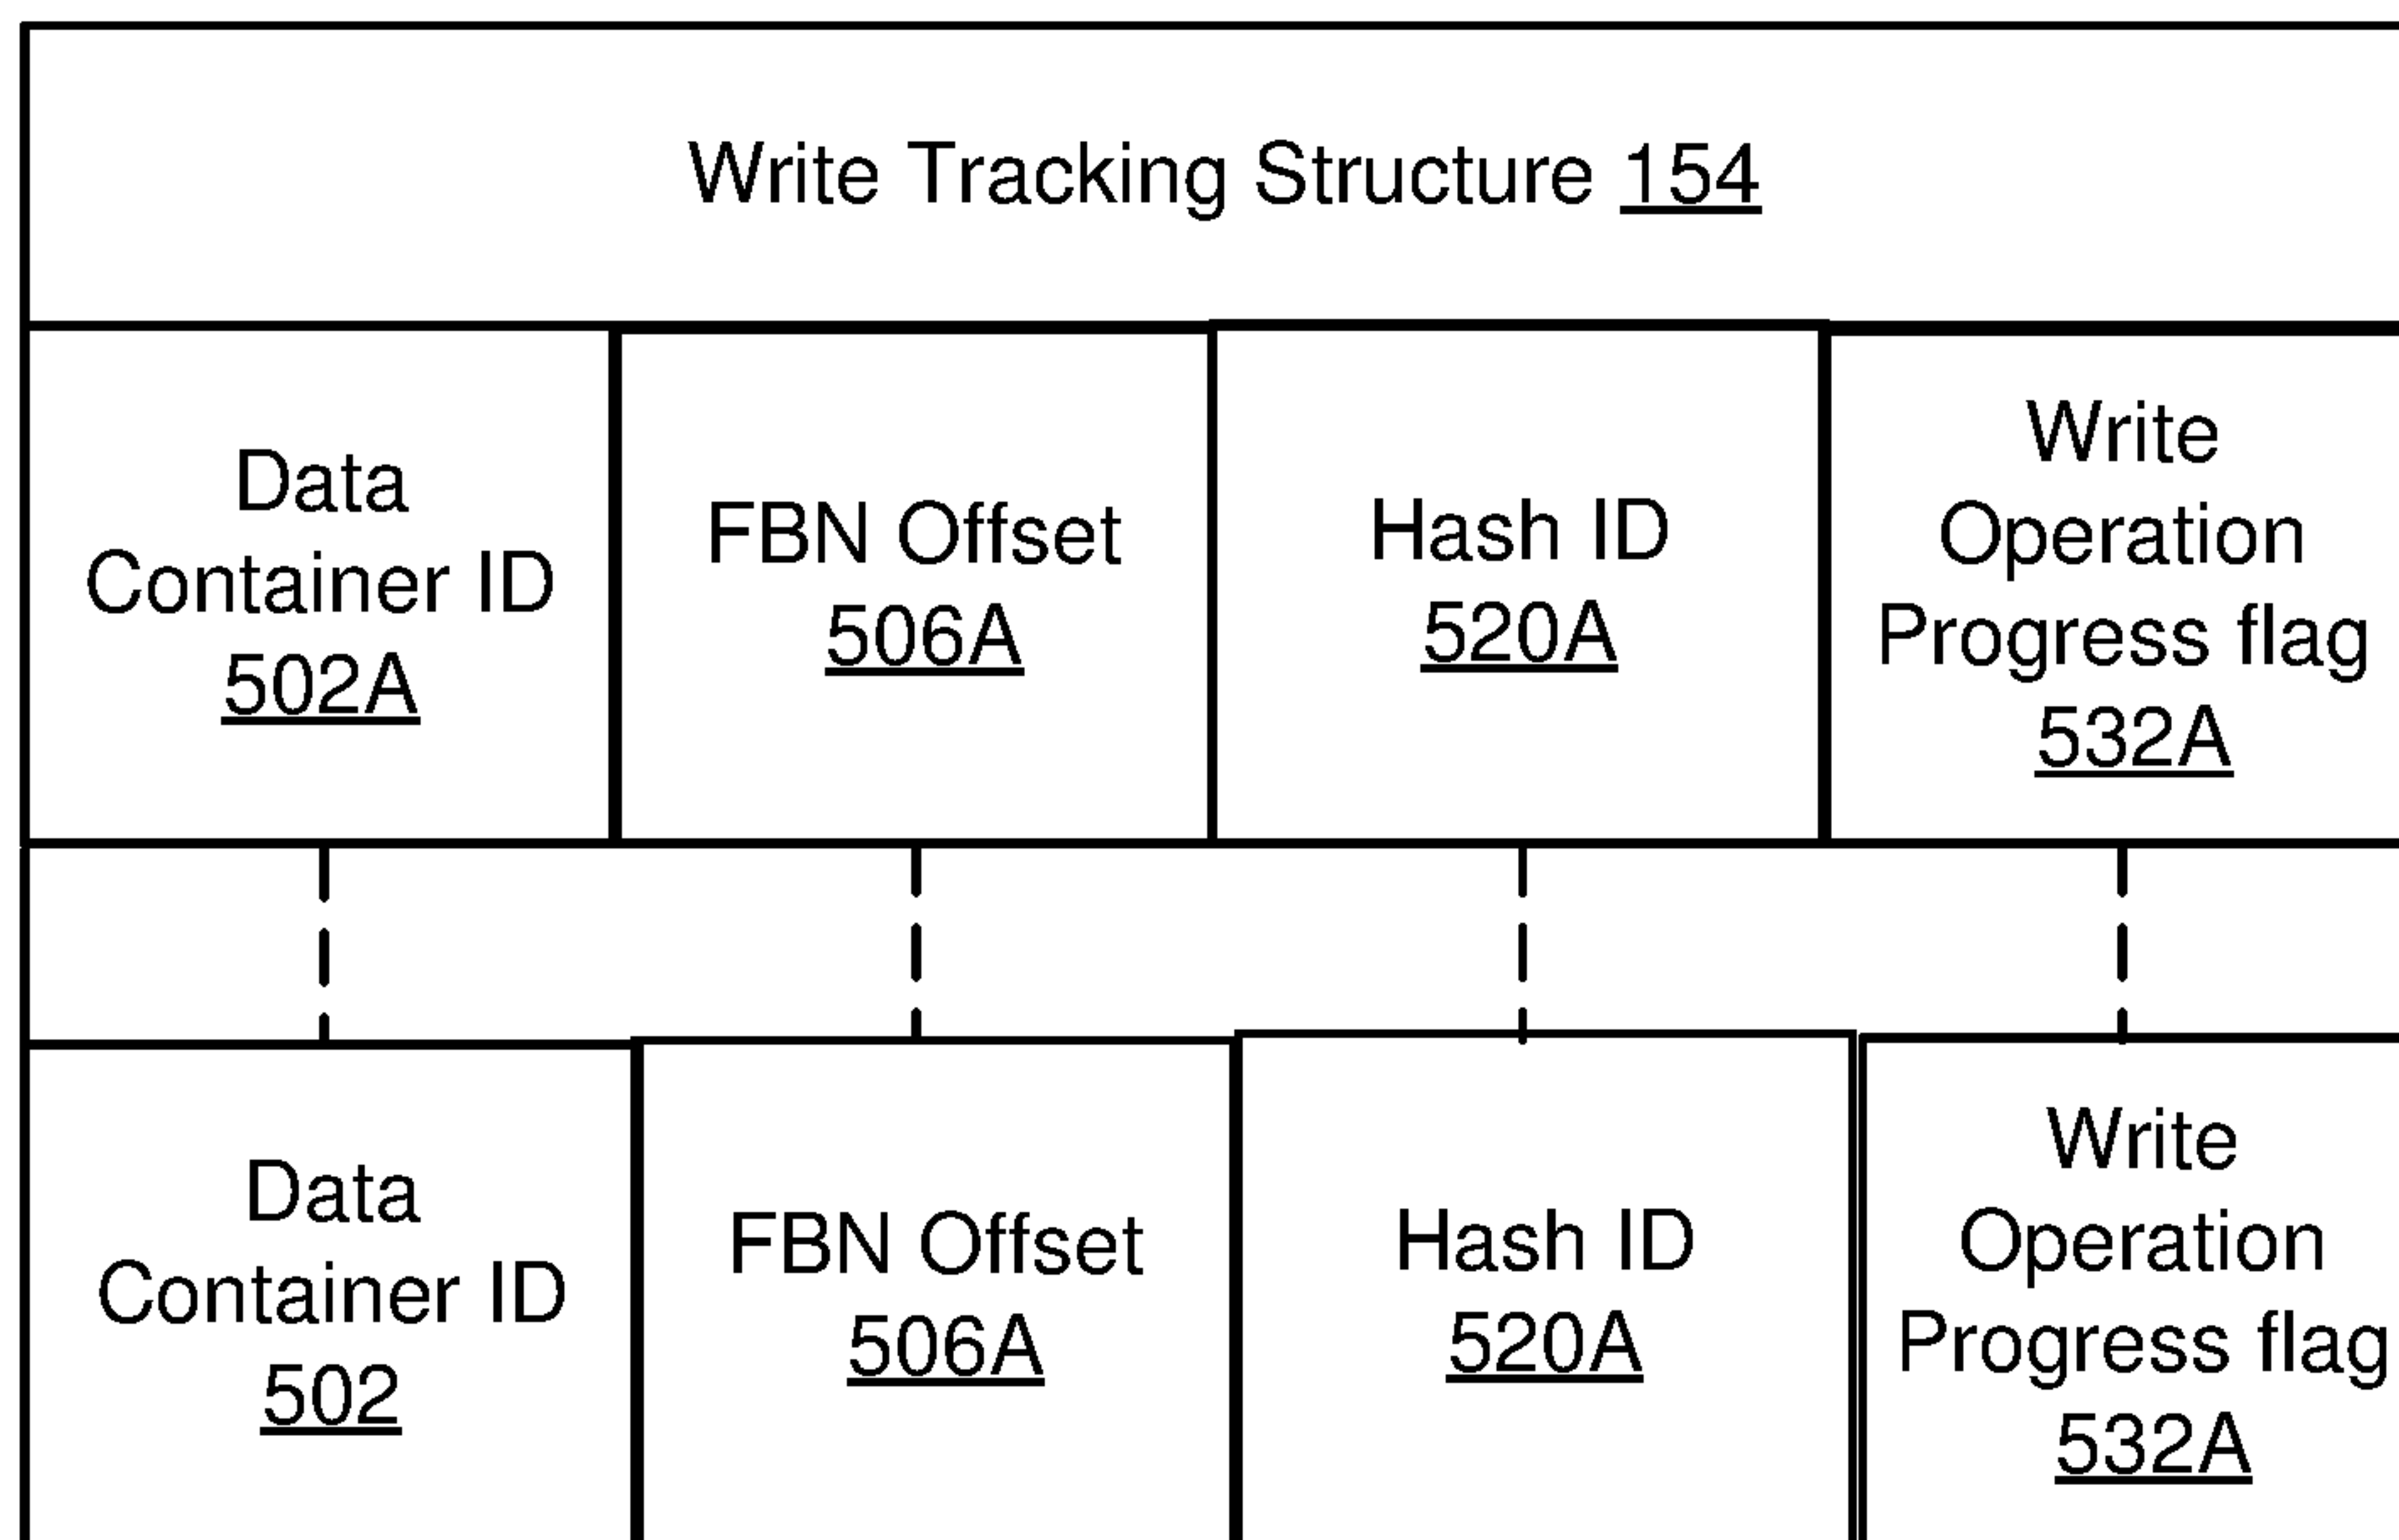 Write Tracking Structure 154
Data
Container ID
502A
FBN Offset
506A
Hash ID
520A
Write
Operation
Progress flag
532A
Data
Container ID
502
FBN Offset
506A
Hash ID
520A
Write
Operation
Progress flag
532A